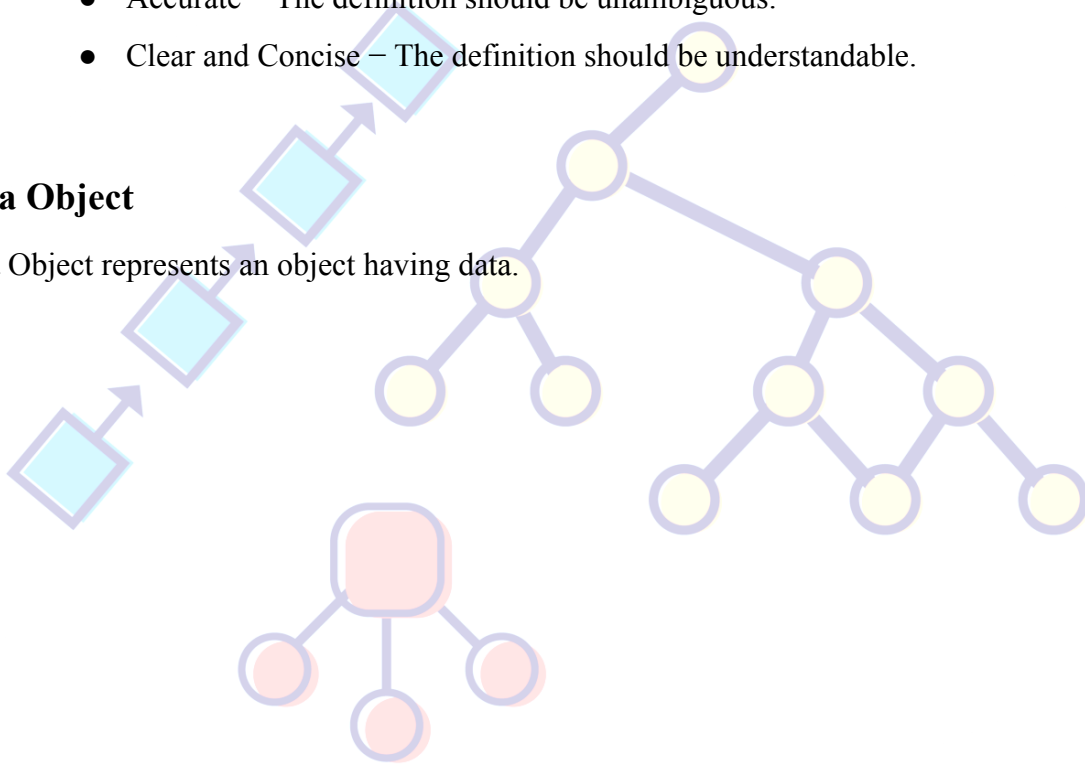 ● Accurate − The definition should be unambiguous.
● Clear and Concise − The definition should be understandable.
a Object
Object represents an object having data.